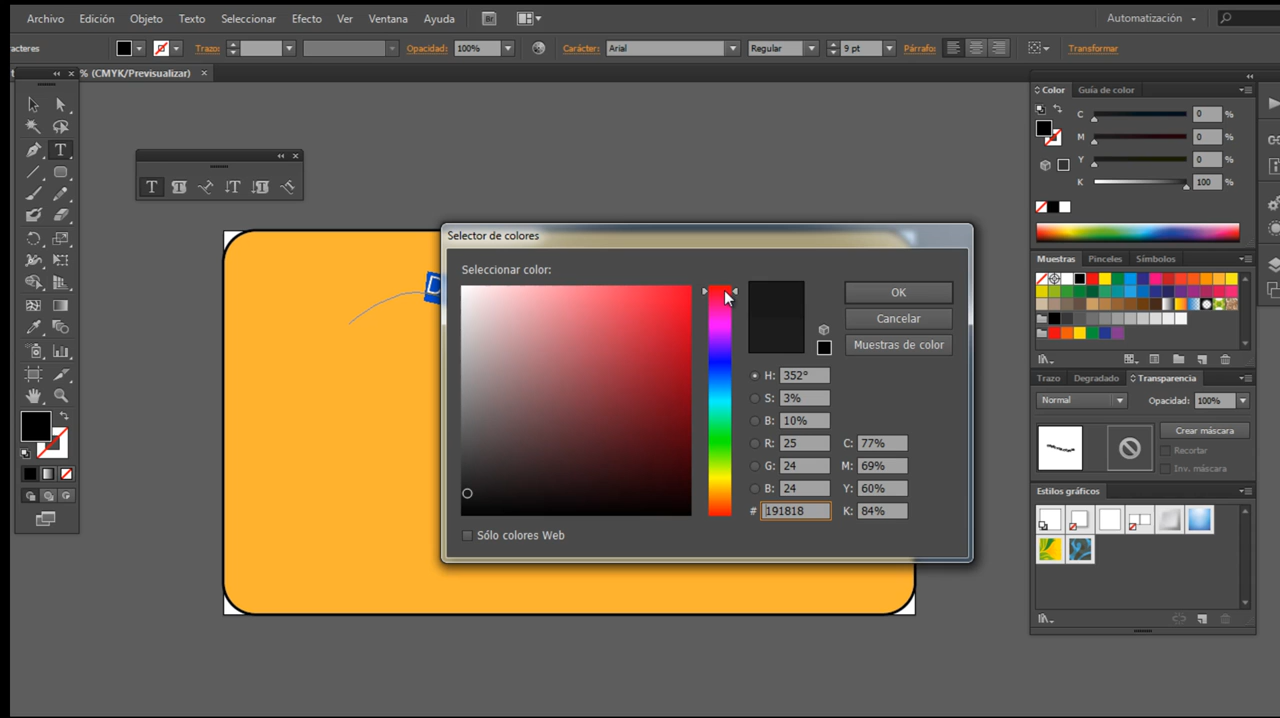 Archivo Edición Objeto Texto Seleccionar Efecto Ver Ventana Ayuda Br Automatización
acteres Trazo: Opacidad: 100% Carácter: Arial Regular 9 pt Párrafo: Transformar
% (CMYK/Previsualizar) ×
Color Guía de color
C 0 %
M 0 %
Y 0 %
K 100 %
Selector de colores
Seleccionar color:
OK
Cancelar
Muestras de color
H: 352°
S: 3%
B: 10%
R: 25 C: 77%
G: 24 M: 69%
B: 24 Y: 60%
# 191818 K: 84%
Sólo colores Web
Muestras Pinceles Símbolos
Trazo Degradado Transparencia
Normal Opacidad: 100%
Crear máscara
Recortar
Inv. máscara
Estilos gráficos